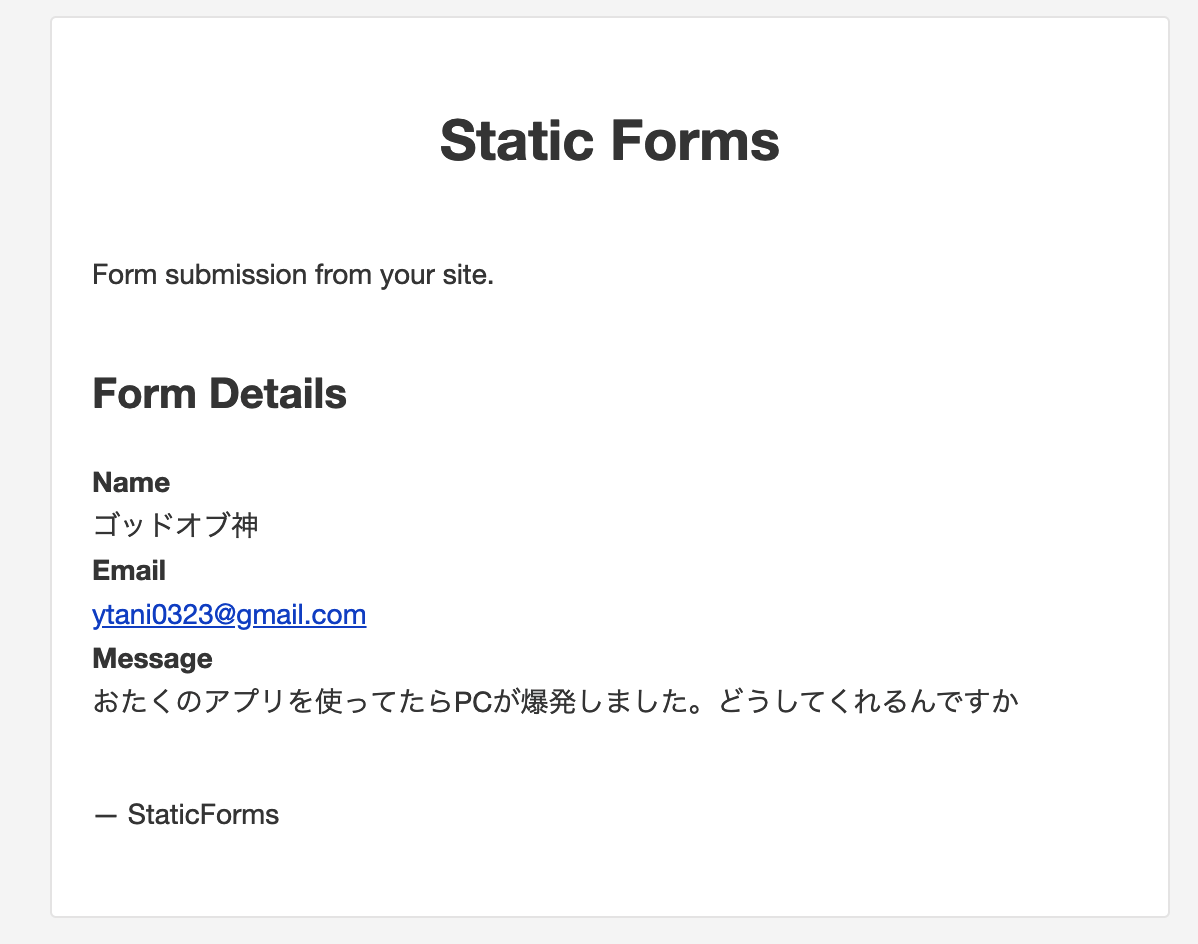 Static Forms
Form submission from your site.
Form Details
Name
ゴッドオブ神
Email
ytani0323@gmail.com
Message
おたくのアプリを使ってたらPCが爆発しました。どうしてくれるんですか
— StaticForms